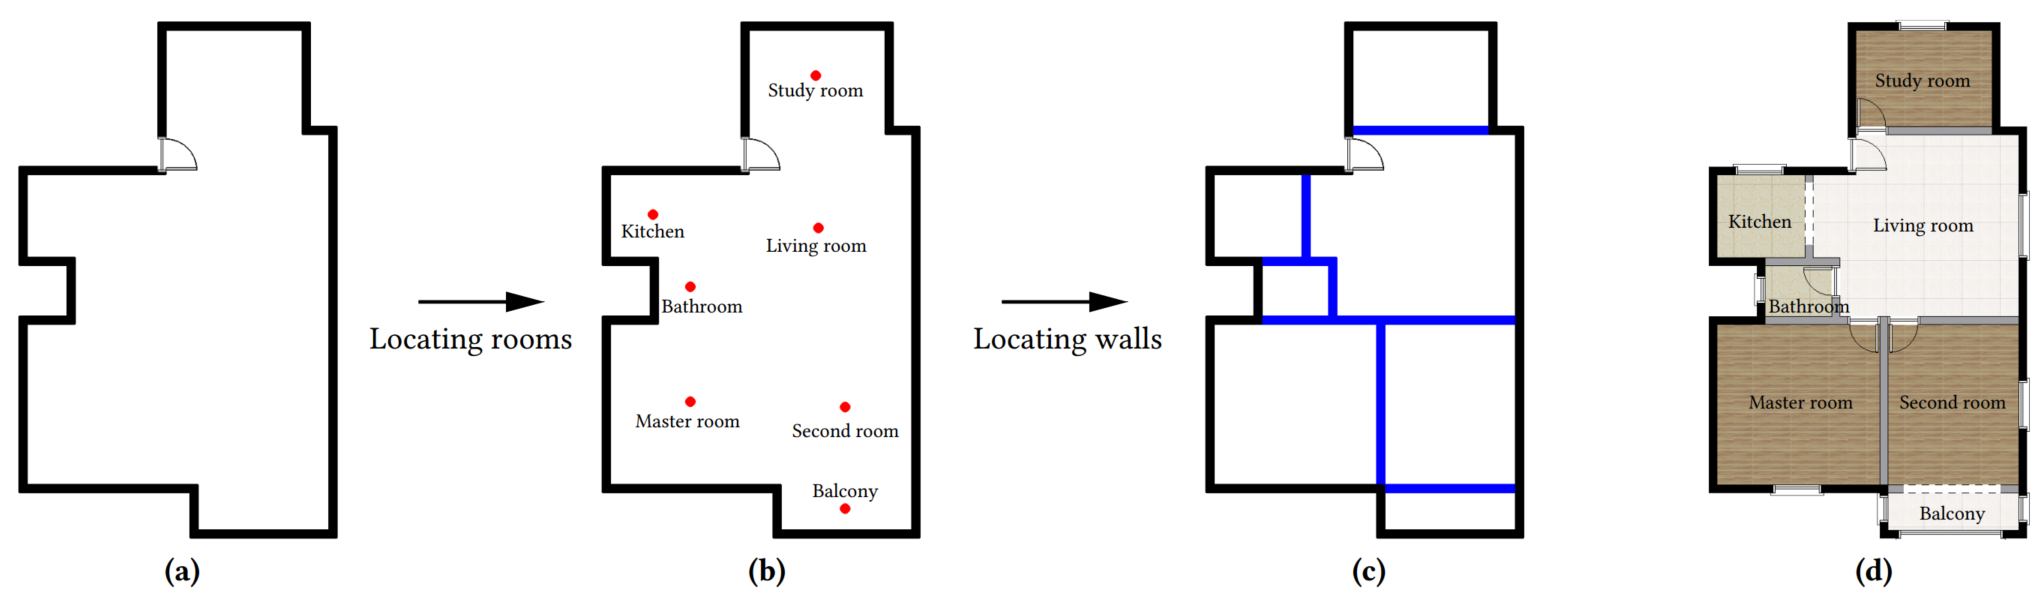 Study room
Kitchen
Living room
Bathroom
Master room
Second room
Balcony
Locating rooms
Locating walls
Study room
Kitchen
Living room
Bathroom
Master room
Second room
Balcony
(a)
(b)
(c)
(d)